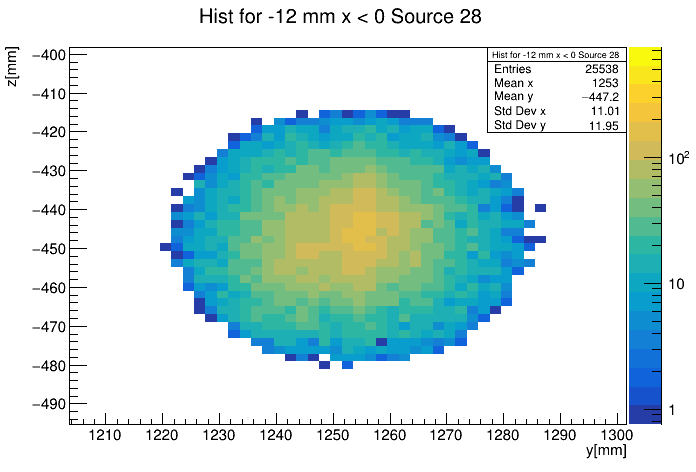 Hist for -12 mm x < 0 Source 28
z[mm]
Hist for -12 mm x < 0 Source 28
Entries 25538
Mean x 1253
Mean y −447.2
Std Dev x 11.01
Std Dev y 11.95
−400
−410
−420
−430
−440
−450
−460
−470
−480
−490
10²
10
1
1210 1220 1230 1240 1250 1260 1270 1280 1290 1300
y[mm]